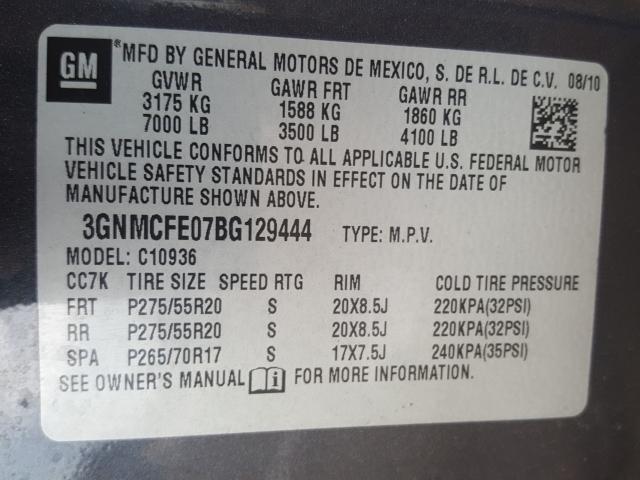 GM ® MFD BY GENERAL MOTORS DE MEXICO, S. DE R.L. DE C.V. 08/10
GVWR GAWR FRT GAWR RR
3175 KG 1588 KG 1860 KG
7000 LB 3500 LB 4100 LB
THIS VEHICLE CONFORMS TO ALL APPLICABLE U.S. FEDERAL MOTOR
VEHICLE SAFETY STANDARDS IN EFFECT ON THE DATE OF
MANUFACTURE SHOWN ABOVE.
3GNMCFE07BG129444 TYPE: M.P.V.
MODEL: C10936
CC7K TIRE SIZE SPEED RTG RIM COLD TIRE PRESSURE
FRT P275/55R20 S 20X8.5J 220KPA(32PSI)
RR P275/55R20 S 20X8.5J 220KPA(32PSI)
SPA P265/70R17 S 17X7.5J 240KPA(35PSI)
SEE OWNER'S MANUAL i FOR MORE INFORMATION.